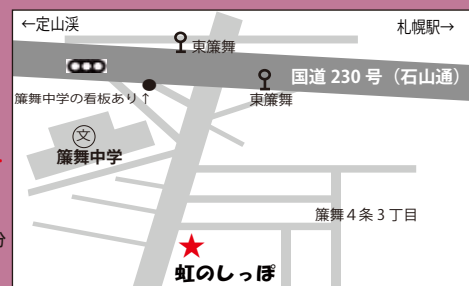 ←定山渓
札幌駅→
東簾舞
国道 230 号（石山通）
東簾舞
簾舞中学の看板あり↑
文
簾舞中学
簾舞４条３丁目
分
虹のしっぽ